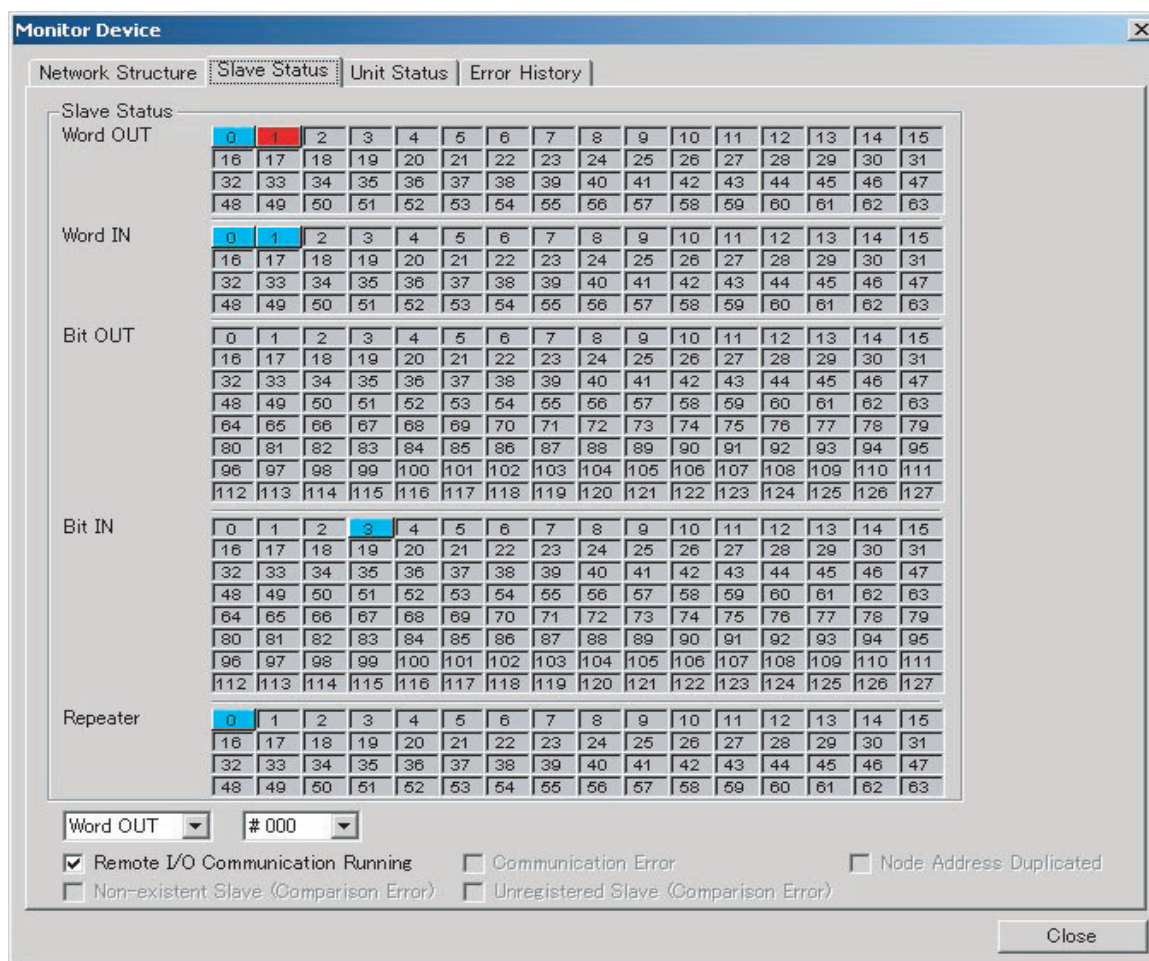 Monitor Device
Network Structure Slave Status Unit Status Error History
Slave Status
Word OUT 0 1 2 3 4 5 6 7 8 9 10 11 12 13 14 15
16 17 18 19 20 21 22 23 24 25 26 27 28 29 30 31
32 33 34 35 36 37 38 39 40 41 42 43 44 45 46 47
48 49 50 51 52 53 54 55 56 57 58 59 60 61 62 63
Word IN 0 1 2 3 4 5 6 7 8 9 10 11 12 13 14 15
16 17 18 19 20 21 22 23 24 25 26 27 28 29 30 31
32 33 34 35 36 37 38 39 40 41 42 43 44 45 46 47
48 49 50 51 52 53 54 55 56 57 58 59 60 61 62 63
Bit OUT 0 1 2 3 4 5 6 7 8 9 10 11 12 13 14 15
16 17 18 19 20 21 22 23 24 25 26 27 28 29 30 31
32 33 34 35 36 37 38 39 40 41 42 43 44 45 46 47
48 49 50 51 52 53 54 55 56 57 58 59 60 61 62 63
64 65 66 67 68 69 70 71 72 73 74 75 76 77 78 79
80 81 82 83 84 85 86 87 88 89 90 91 92 93 94 95
96 97 98 99 100 101 102 103 104 105 106 107 108 109 110 111
112 113 114 115 116 117 118 119 120 121 122 123 124 125 126 127
Bit IN 0 1 2 3 4 5 6 7 8 9 10 11 12 13 14 15
16 17 18 19 20 21 22 23 24 25 26 27 28 29 30 31
32 33 34 35 36 37 38 39 40 41 42 43 44 45 46 47
48 49 50 51 52 53 54 55 56 57 58 59 60 61 62 63
64 65 66 67 68 69 70 71 72 73 74 75 76 77 78 79
80 81 82 83 84 85 86 87 88 89 90 91 92 93 94 95
96 97 98 99 100 101 102 103 104 105 106 107 108 109 110 111
112 113 114 115 116 117 118 119 120 121 122 123 124 125 126 127
Repeater 0 1 2 3 4 5 6 7 8 9 10 11 12 13 14 15
16 17 18 19 20 21 22 23 24 25 26 27 28 29 30 31
32 33 34 35 36 37 38 39 40 41 42 43 44 45 46 47
48 49 50 51 52 53 54 55 56 57 58 59 60 61 62 63
Word OUT # 000
Remote I/O Communication Running Communication Error Node Address Duplicated
Non-existent Slave (Comparison Error) Unregistered Slave (Comparison Error)
Close